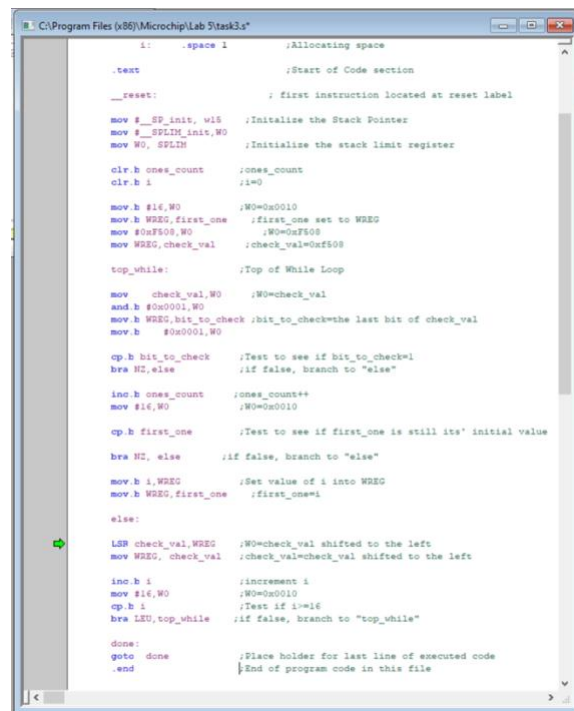 C:\Program Files (x86)\Microchip\Lab 5\task3.s*
i: .space 1 ;Allocating space
.text ;Start of Code section
__reset: ; first instruction located at reset label
mov #__SP_init, w15 ;Initalize the Stack Pointer
mov #__SPLIM_init,W0
mov W0, SPLIM ;Initialize the stack limit register
clr.b ones_count ;ones_count
clr.b i ;i=0
mov.b #16,W0 ;W0=0x0010
mov.b WREG,first_one ;first_one set to WREG
mov #0xF508,W0 ;W0=0xF508
mov WREG,check_val ;check_val=0xf508
top_while: ;Top of While Loop
mov check_val,W0 ;W0=check_val
and.b #0x0001,W0
mov.b WREG,bit_to_check ;bit_to_check=the last bit of check_val
mov.b #0x0001,W0
cp.b bit_to_check ;Test to see if bit_to_check=1
bra NZ,else ;if false, branch to "else"
inc.b ones_count ;ones_count++
mov #16,W0 ;W0=0x0010
cp.b first_one ;Test to see if first_one is still its' initial value
bra NZ, else ;if false, branch to "else"
mov.b i,WREG ;Set value of i into WREG
mov.b WREG,first_one ;first_one=i
else:
LSR check_val,WREG ;W0=check_val shifted to the left
mov WREG, check_val ;check_val=check_val shifted to the left
inc.b i ;increment i
mov #16,W0 ;W0=0x0010
cp.b i ;Test if i>=16
bra LEU,top_while ;if false, branch to "top_while"
done:
goto done ;Place holder for last line of executed code
.end ;End of program code in this file